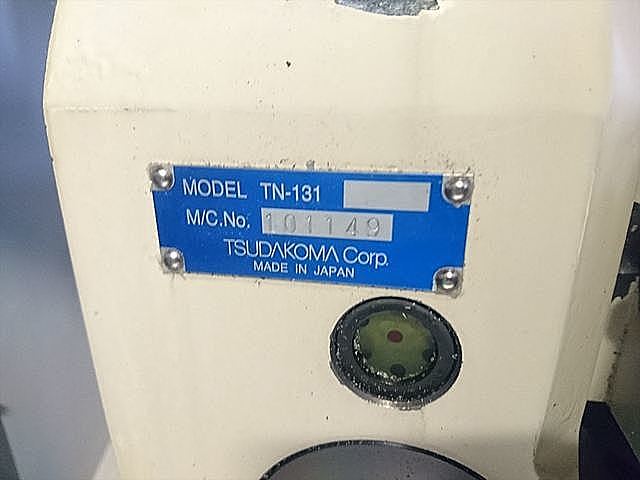 MODEL TN-131
M/C.No. 101149
TSUDAKOMA Corp.
MADE IN JAPAN